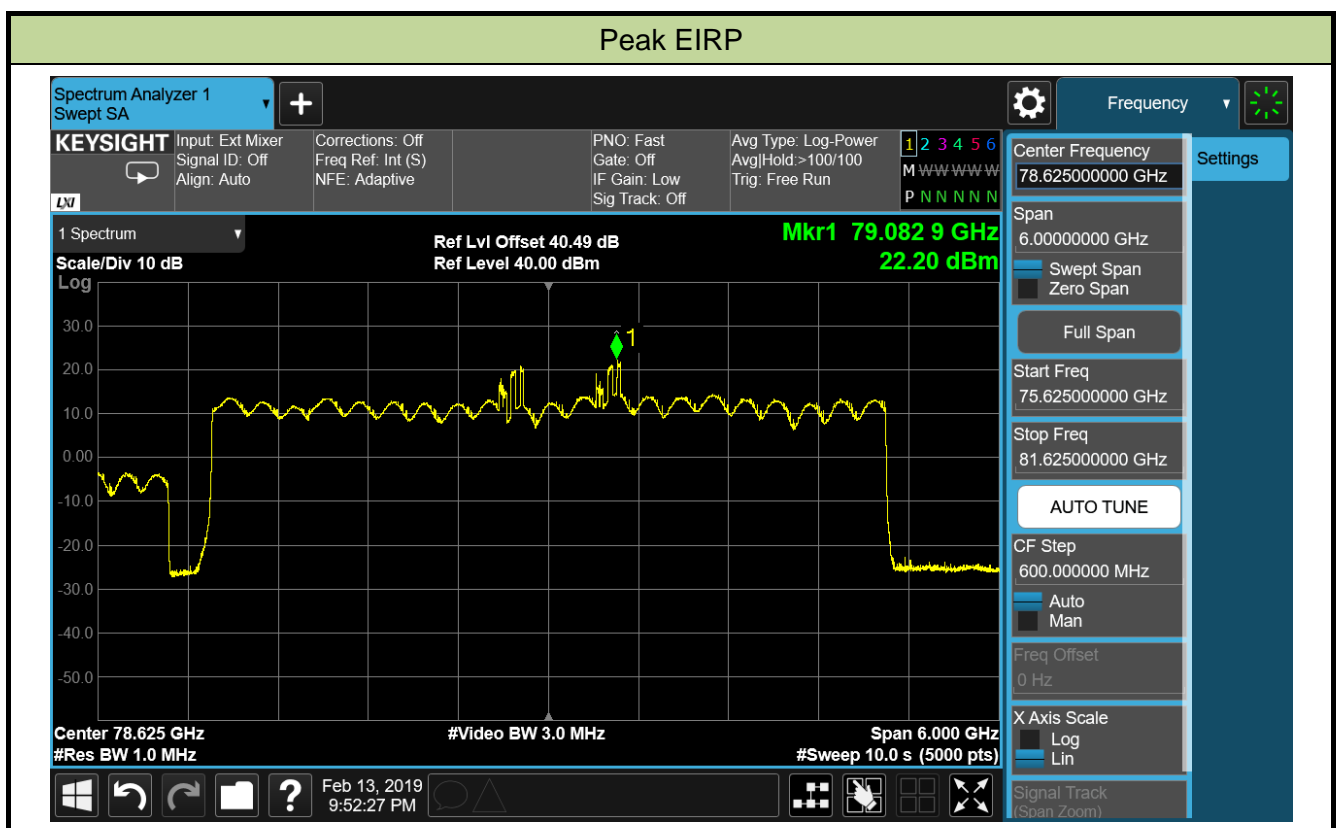 Peak EIRP
Spectrum Analyzer 1
Swept SA
+
Frequency
KEYSIGHT
LXI
Input: Ext Mixer
Signal ID: Off
Align: Auto
Corrections: Off
Freq Ref: Int (S)
NFE: Adaptive
PNO: Fast
Gate: Off
IF Gain: Low
Sig Track: Off
Avg Type: Log-Power
Avg|Hold:>100/100
Trig: Free Run
1 2 3 4 5 6
M W W W W W
P N N N N N
1 Spectrum
Scale/Div 10 dB
Ref Lvl Offset 40.49 dB
Ref Level 40.00 dBm
Mkr1 79.082 9 GHz
22.20 dBm
Log
30.0
20.0
10.0
0.00
-10.0
-20.0
-30.0
-40.0
-50.0
1
Center 78.625 GHz
#Res BW 1.0 MHz
#Video BW 3.0 MHz
Span 6.000 GHz
#Sweep 10.0 s (5000 pts)
Center Frequency
78.625000000 GHz
Settings
Span
6.00000000 GHz
Swept Span
Zero Span
Full Span
Start Freq
75.625000000 GHz
Stop Freq
81.625000000 GHz
AUTO TUNE
CF Step
600.000000 MHz
Auto
Man
Freq Offset
0 Hz
X Axis Scale
Log
Lin
Signal Track
(Span Zoom)
?
Feb 13, 2019
9:52:27 PM